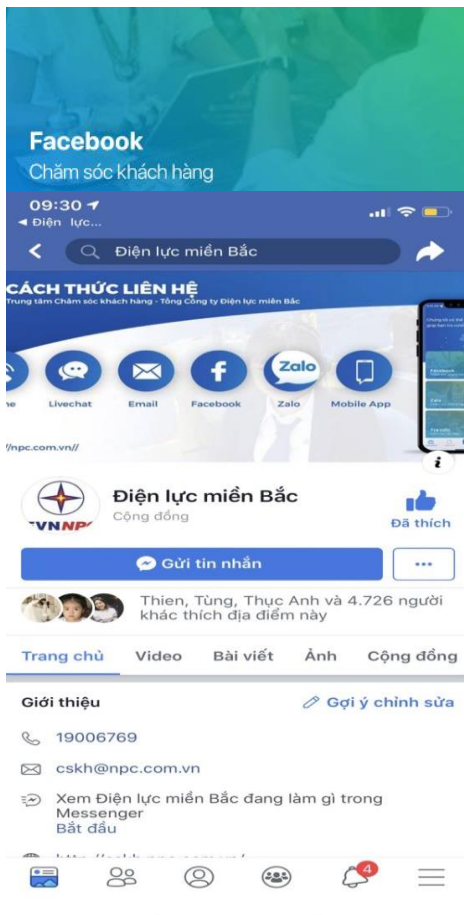 Facebook
Chăm sóc khách hàng
09:30
◀ Điện lực...
Điện lực miền Bắc
CÁCH THỨC LIÊN HỆ
Trung tâm Chăm sóc khách hàng - Tổng Công ty Điện lực miền Bắc
Zalo
Livechat Email Facebook Zalo Mobile App
/npc.com.vn//
Điện lực miền Bắc
Cộng đồng
Đã thích
Gửi tin nhắn
Thien, Tùng, Thục Anh và 4.726 người
khác thích địa điểm này
Trang chủ Video Bài viết Ảnh Cộng đồng
Giới thiệu Gợi ý chỉnh sửa
19006769
cskh@npc.com.vn
Xem Điện lực miền Bắc đang làm gì trong
Messenger
Bắt đầu
4